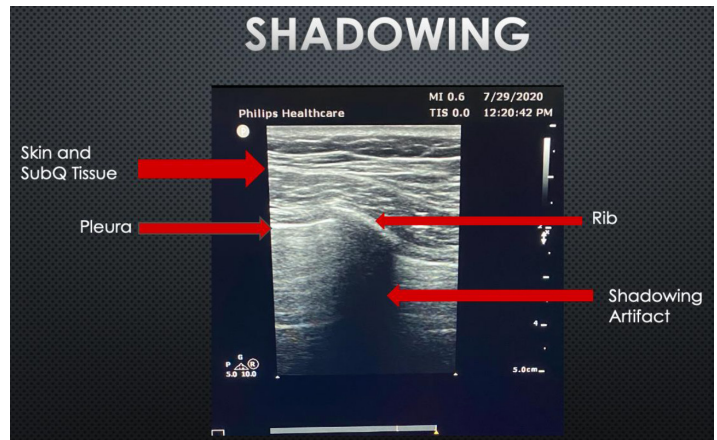 SHADOWING
MI 0.6 7/29/2020
Philips Healthcare TIS 0.0 12:20:42 PM
Skin and
SubQ Tissue
Pleura
Rib
Shadowing
Artifact
4
G
P R
5.0 10.0
5.0cm